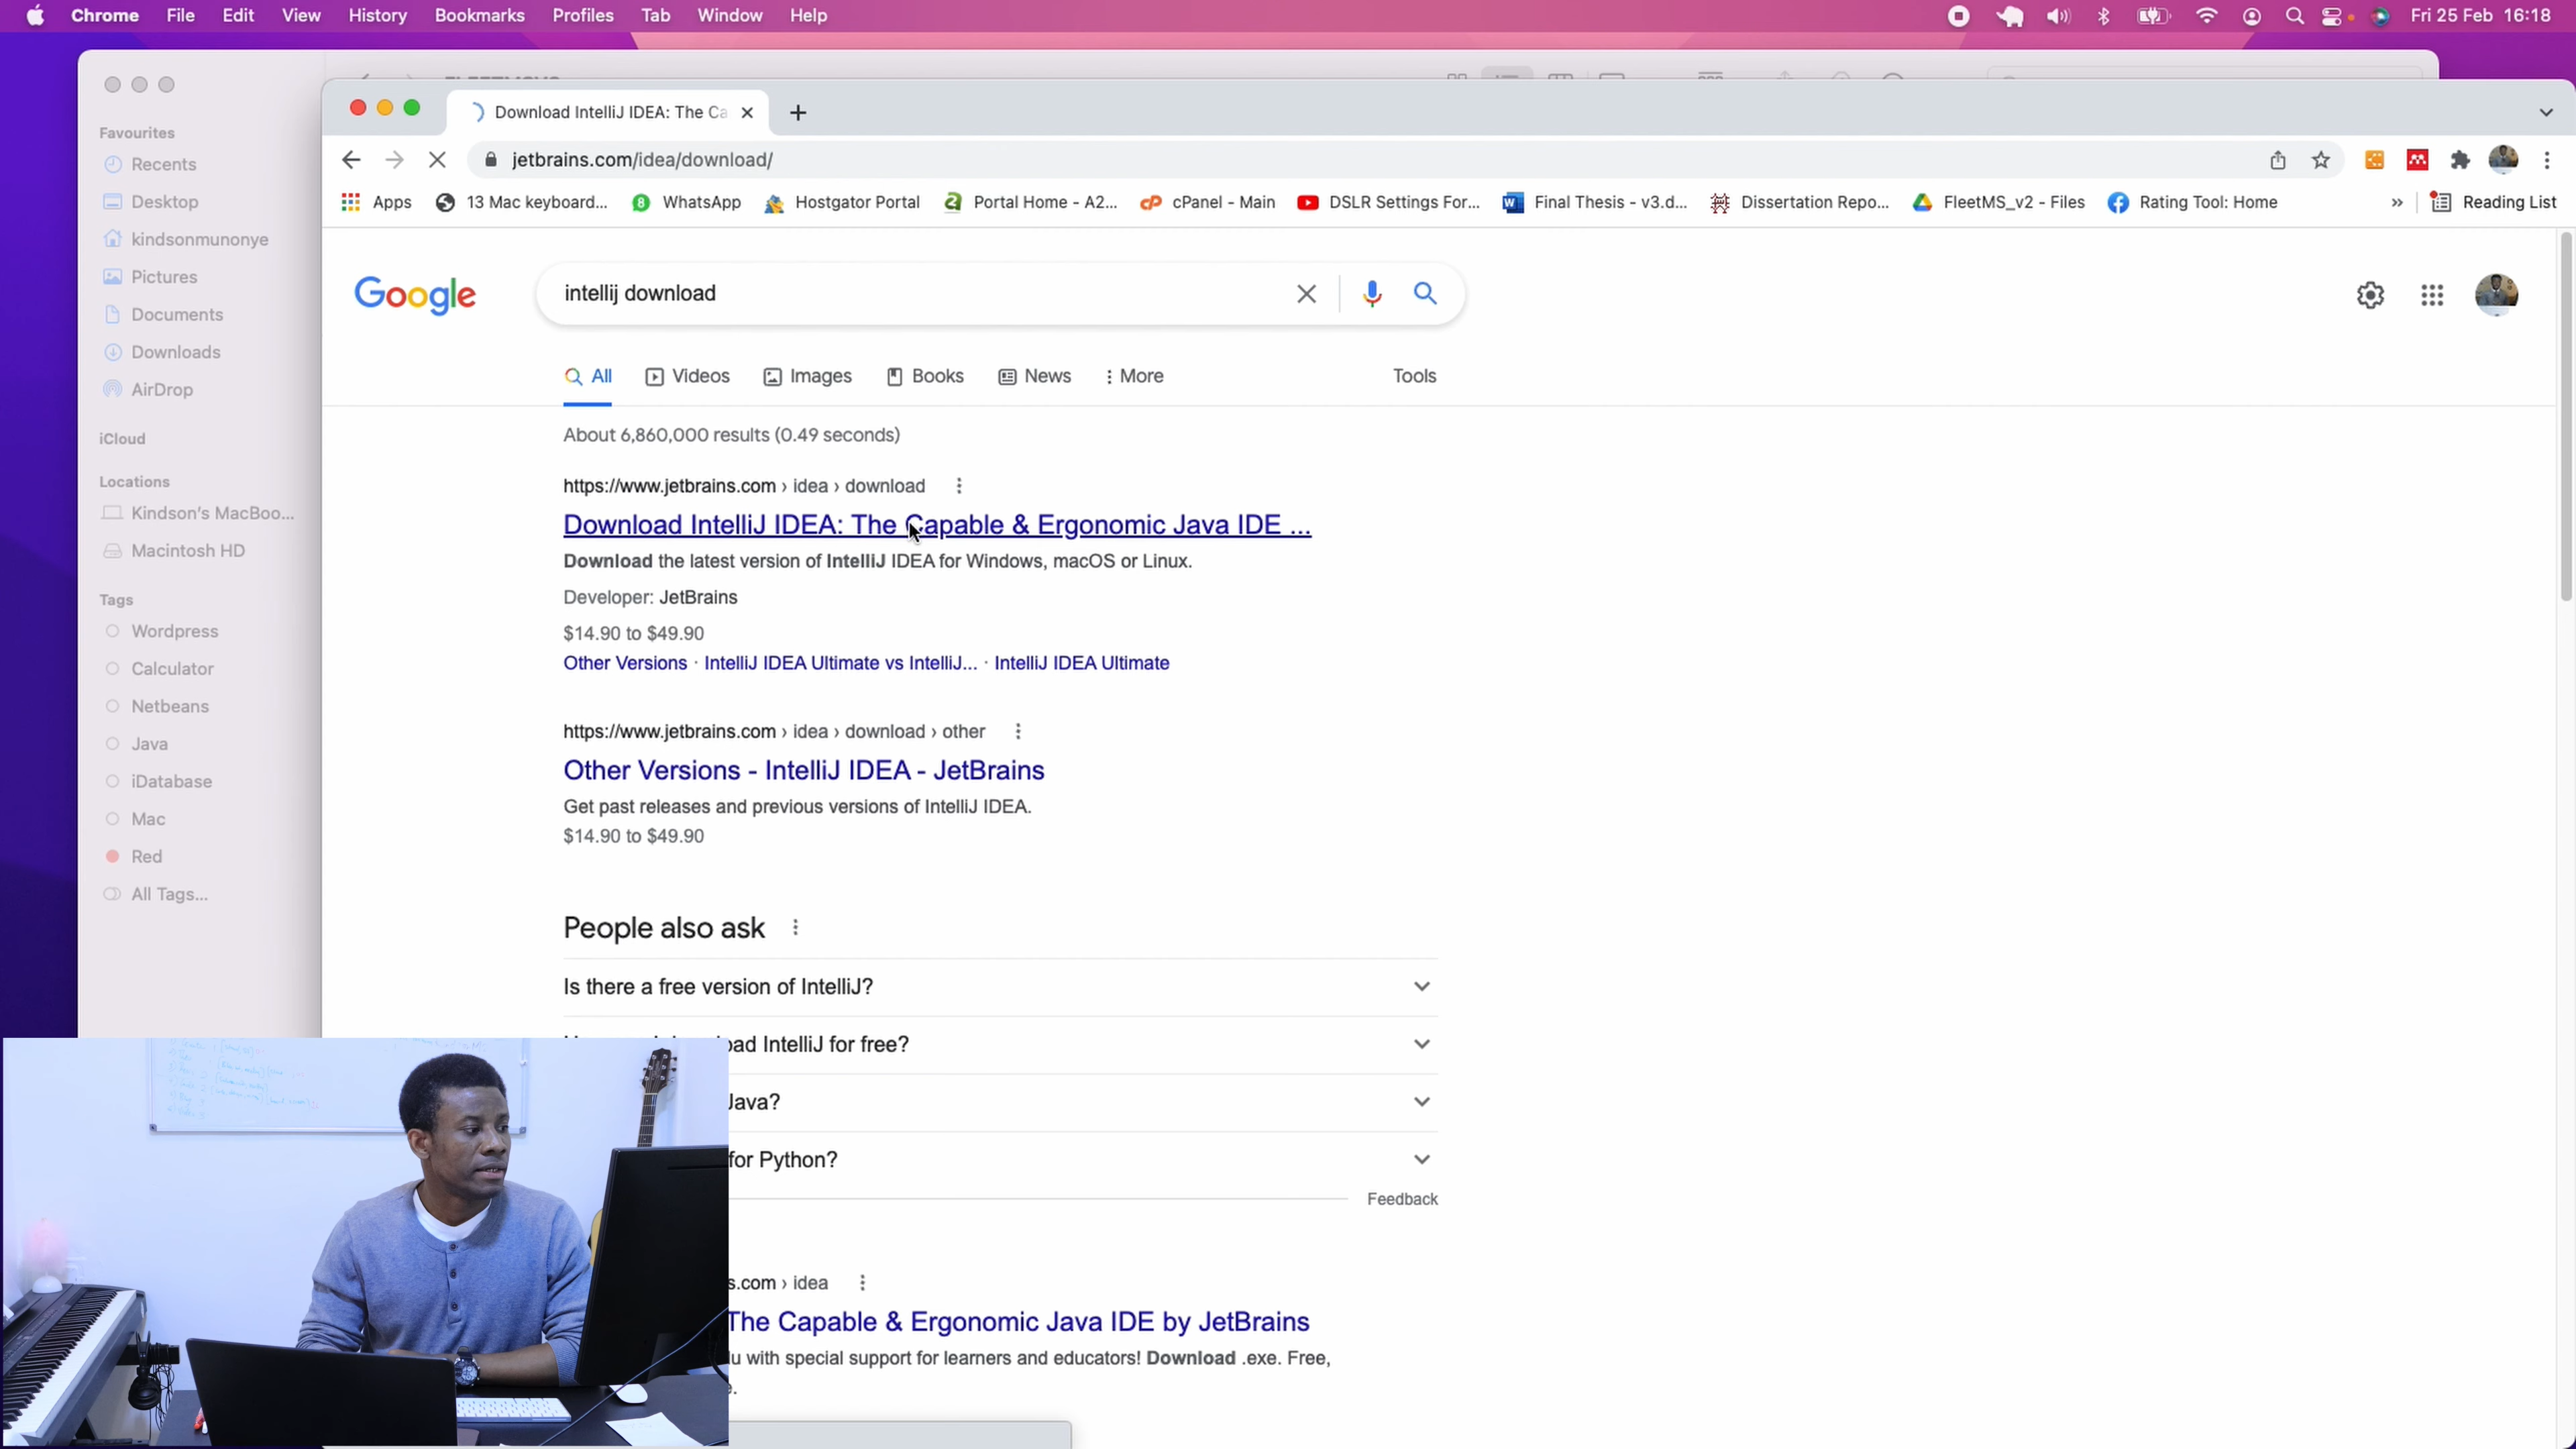 Chrome File Edit View History Bookmarks Profiles Tab Window Help
Fri 25 Feb 16:18
Favourites
Recents
Desktop
kindsonmunonye
Pictures
Documents
Downloads
AirDrop
iCloud
Locations
Kindson's MacBoo...
Macintosh HD
Tags
Wordpress
Calculator
Netbeans
Java
iDatabase
Mac
Red
All Tags...
Download IntelliJ IDEA: The Ca
jetbrains.com/idea/download/
Apps 13 Mac keyboard... WhatsApp Hostgator Portal Portal Home - A2... cPanel - Main DSLR Settings For... Final Thesis - v3.d... Dissertation Repo... FleetMS_v2 - Files Rating Tool: Home » Reading List
Google
intellij download
All Videos Images Books News More Tools
About 6,860,000 results (0.49 seconds)
https://www.jetbrains.com › idea › download
Download IntelliJ IDEA: The Capable & Ergonomic Java IDE ...
Download the latest version of IntelliJ IDEA for Windows, macOS or Linux.
Developer: JetBrains
$14.90 to $49.90
Other Versions · IntelliJ IDEA Ultimate vs IntelliJ... · IntelliJ IDEA Ultimate
https://www.jetbrains.com › idea › download › other
Other Versions - IntelliJ IDEA - JetBrains
Get past releases and previous versions of IntelliJ IDEA.
$14.90 to $49.90
People also ask
Is there a free version of IntelliJ?
IntelliJ for free?
Java?
for Python?
Feedback
s.com › idea
The Capable & Ergonomic Java IDE by JetBrains
with special support for learners and educators! Download .exe. Free,